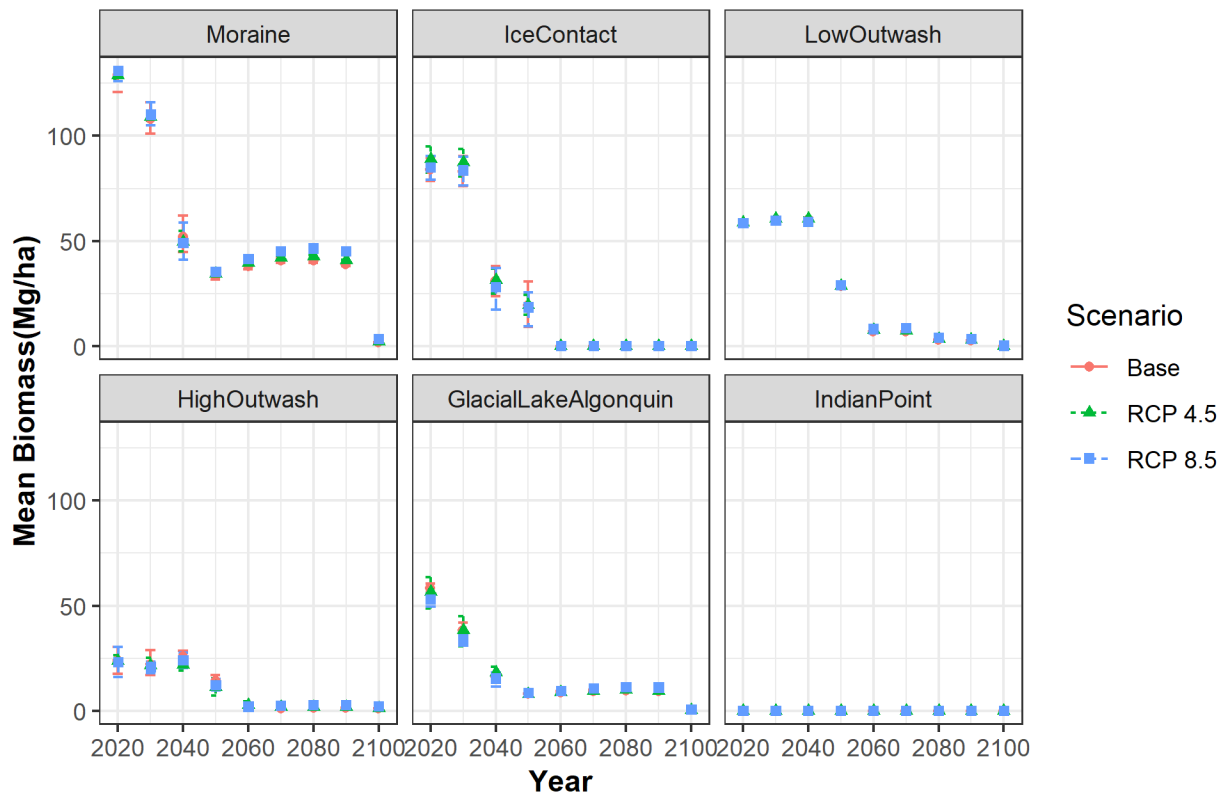 Moraine
IceContact
LowOutwash
100
50
0
HighOutwash
GlacialLakeAlgonquin
IndianPoint
100
50
0
2020 2040 2060 2080 2100
2020 2040 2060 2080 2100
2020 2040 2060 2080 2100
Year
Mean Biomass(Mg/ha)
Scenario
Base
RCP 4.5
RCP 8.5